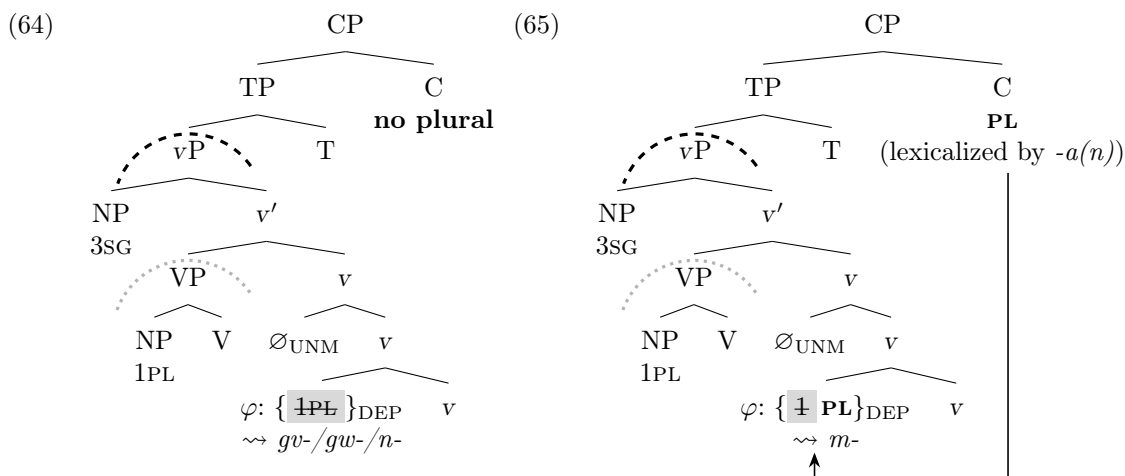 (64) CP (65) CP
TP C TP C
no plural PL
vP T vP T (lexicalized by -a(n))
NP v′ NP v′
3SG 3SG
VP v VP v
NP V ∅UNM v NP V ∅UNM v
1PL 1PL
φ: { 1PL }DEP v φ: { 1 PL}DEP v
⇝ gv-/gw-/n- ⇝ m-